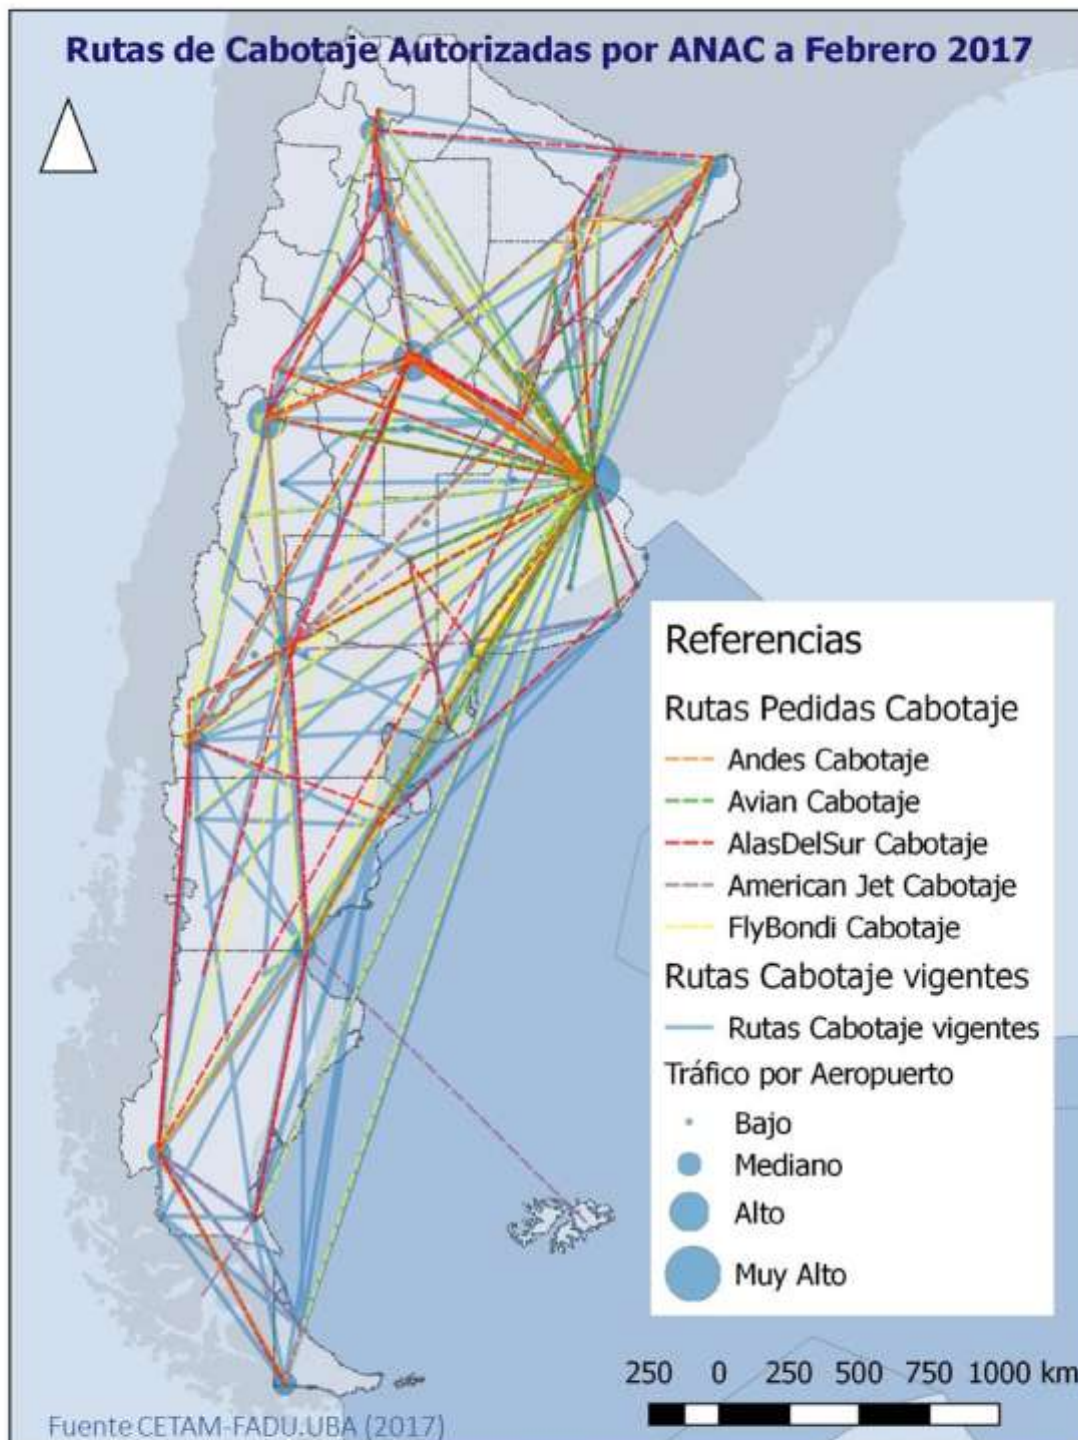 Rutas de Cabotaje Autorizadas por ANAC a Febrero 2017
Referencias
Rutas Pedidas Cabotaje
Andes Cabotaje
Avian Cabotaje
AlasDelSur Cabotaje
American Jet Cabotaje
FlyBondi Cabotaje
Rutas Cabotaje vigentes
Rutas Cabotaje vigentes
Tráfico por Aeropuerto
Bajo
Mediano
Alto
Muy Alto
250 0 250 500 750 1000 km
Fuente CETAM-FADU.UBA (2017)